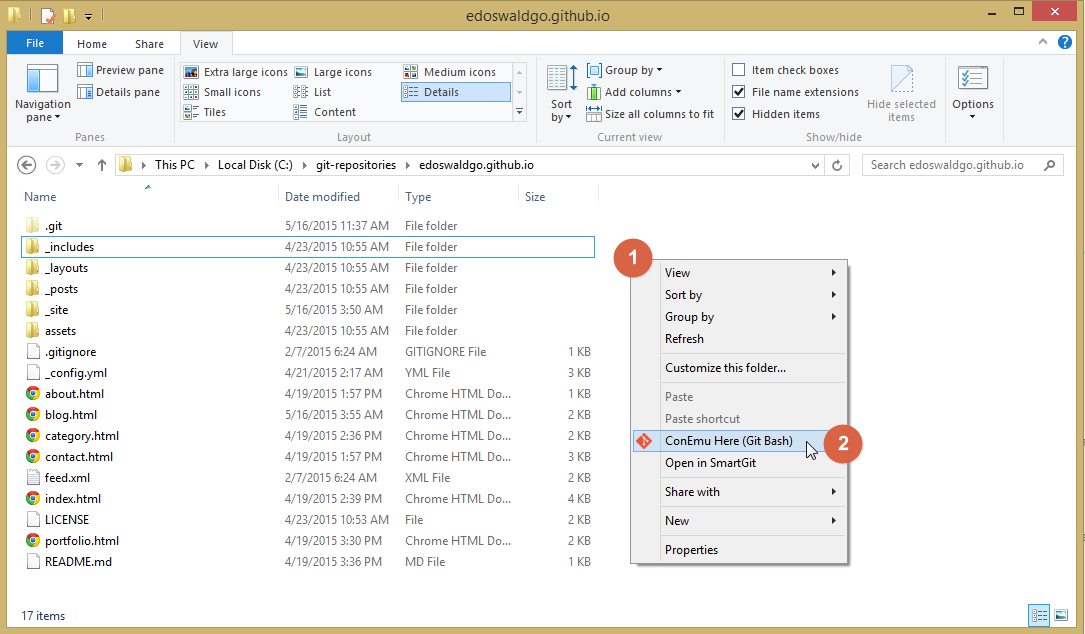 edoswaldgo.github.io
File Home Share View
Navigation pane
Preview pane
Details pane
Panes
Extra large icons Large icons Medium icons
Small icons List Details
Tiles Content
Layout
Sort by
Group by
Add columns
Size all columns to fit
Current view
Item check boxes
File name extensions
Hidden items
Hide selected items
Show/hide
Options
This PC Local Disk (C:) git-repositories edoswaldgo.github.io
Search edoswaldgo.github.io
Name Date modified Type Size
.git 5/16/2015 11:37 AM File folder
_includes 4/23/2015 10:55 AM File folder
_layouts 4/23/2015 10:55 AM File folder
_posts 4/23/2015 10:55 AM File folder
_site 5/16/2015 3:50 AM File folder
assets 4/23/2015 10:55 AM File folder
.gitignore 2/7/2015 6:24 AM GITIGNORE File 1 KB
_config.yml 4/21/2015 2:17 AM YML File 3 KB
about.html 4/19/2015 1:57 PM Chrome HTML Do... 1 KB
blog.html 5/16/2015 3:55 AM Chrome HTML Do... 2 KB
category.html 4/19/2015 2:36 PM Chrome HTML Do... 2 KB
contact.html 4/19/2015 1:57 PM Chrome HTML Do... 2 KB
feed.xml 2/7/2015 6:24 AM XML File 2 KB
index.html 4/19/2015 2:39 PM Chrome HTML Do... 4 KB
LICENSE 4/23/2015 10:53 AM File 2 KB
portfolio.html 4/19/2015 3:30 PM Chrome HTML Do... 2 KB
README.md 4/19/2015 3:36 PM MD File 1 KB
1
View
Sort by
Group by
Refresh
Customize this folder...
Paste
Paste shortcut
ConEmu Here (Git Bash)
2
Open in SmartGit
Share with
New
Properties
17 items